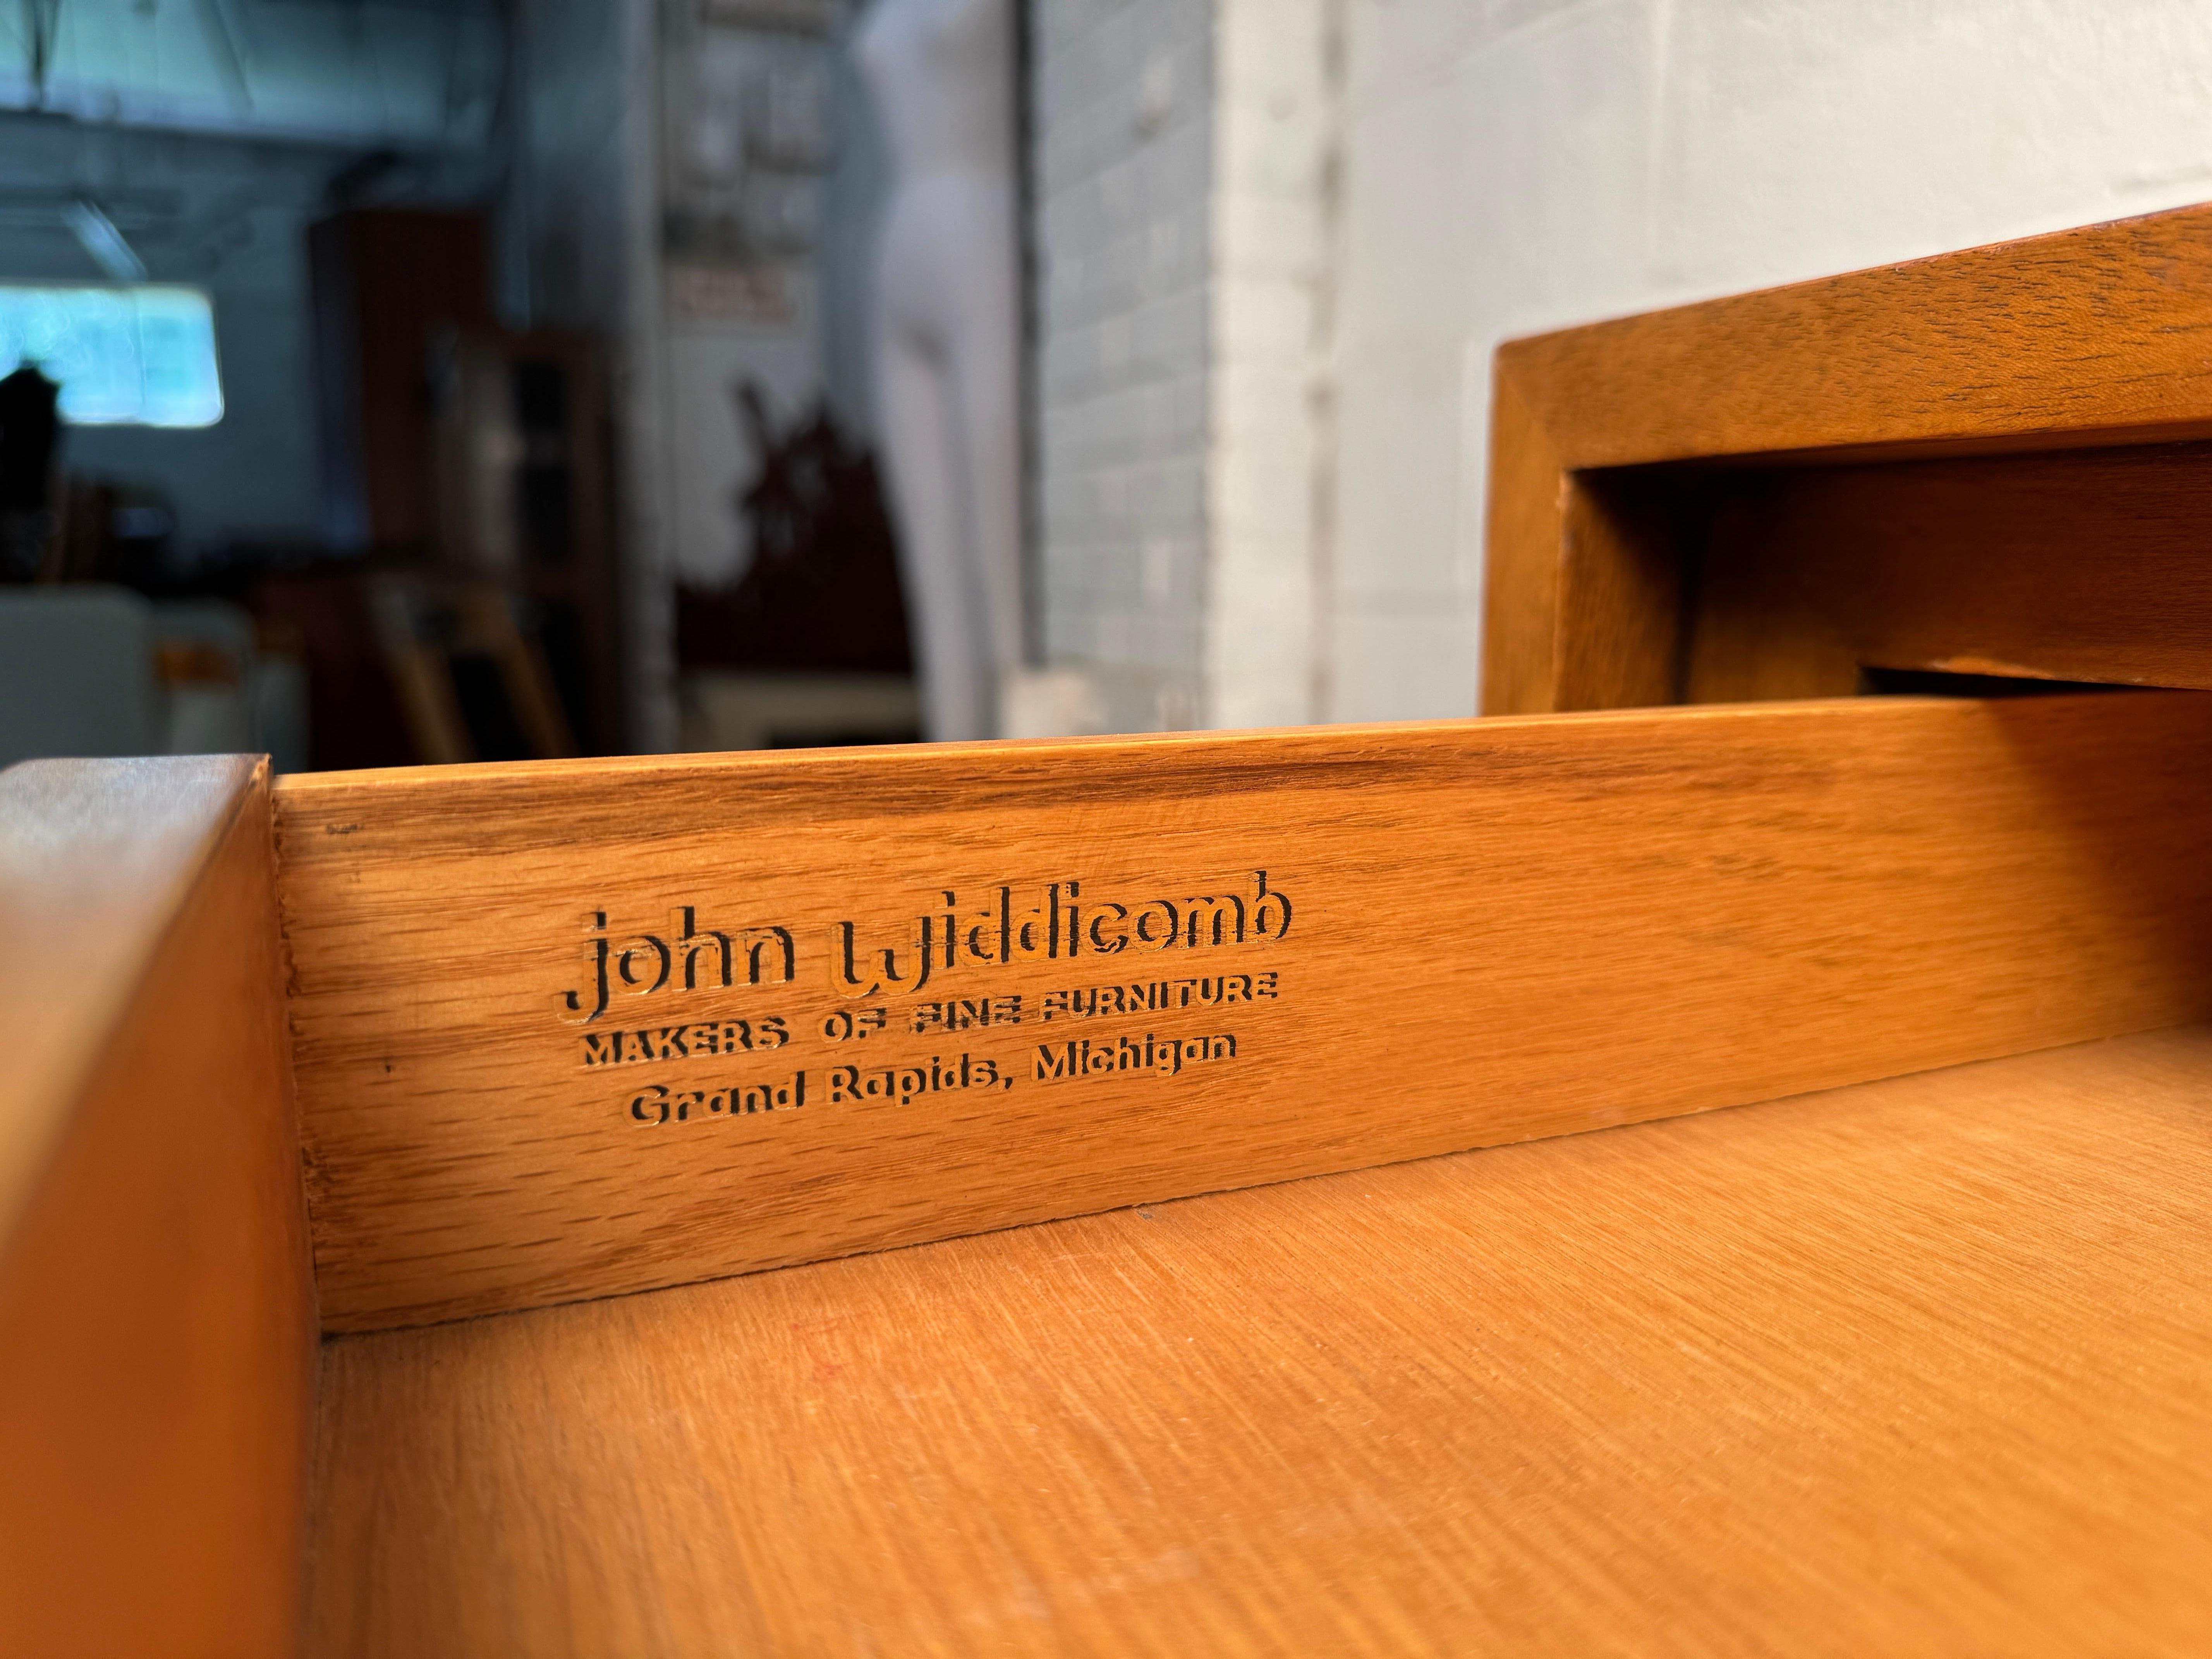 john widdicomb
MAKERS OF FINE FURNITURE
Grand Rapids, Michigan